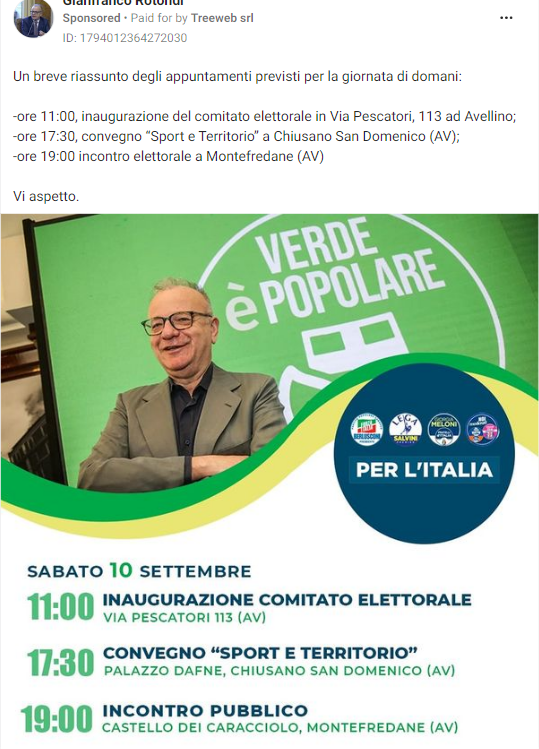 Gianfranco Rotondi
Sponsored • Paid for by Treeweb srl
ID: 1794012364272030
Un breve riassunto degli appuntamenti previsti per la giornata di domani:
-ore 11:00, inaugurazione del comitato elettorale in Via Pescatori, 113 ad Avellino;
-ore 17:30, convegno “Sport e Territorio” a Chiusano San Domenico (AV);
-ore 19:00 incontro elettorale a Montefredane (AV)
Vi aspetto.
VERDE
è POPOLARE
FORZA ITALIA
BERLUSCONI
LEGA
SALVINI
GIORGIA
MELONI
PER L'ITALIA
SABATO 10 SETTEMBRE
11:00 INAUGURAZIONE COMITATO ELETTORALE
VIA PESCATORI 113 (AV)
17:30 CONVEGNO “SPORT E TERRITORIO”
PALAZZO DAFNE, CHIUSANO SAN DOMENICO (AV)
19:00 INCONTRO PUBBLICO
CASTELLO DEI CARACCIOLO, MONTEFREDANE (AV)